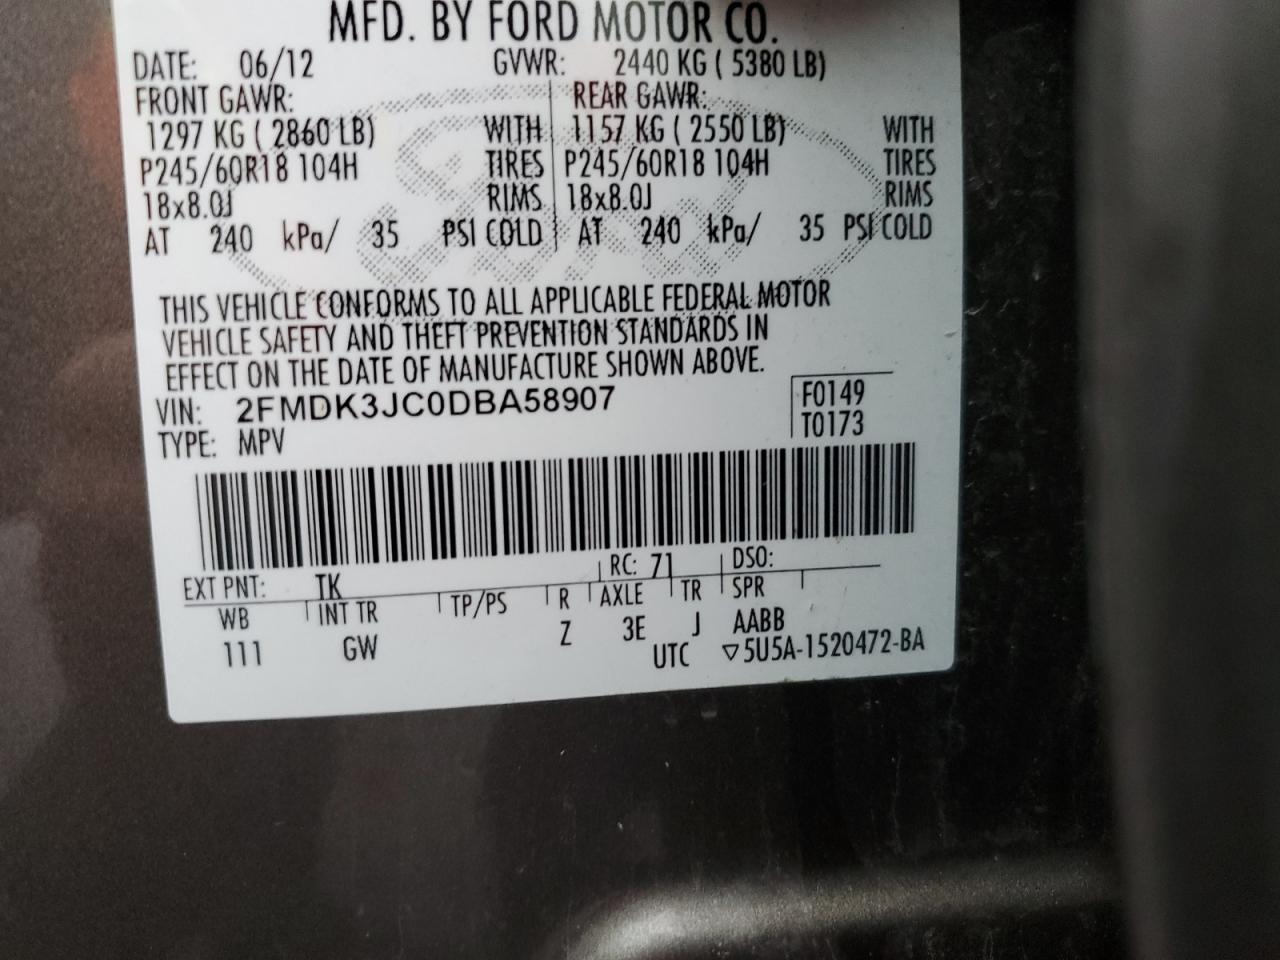 MFD. BY FORD MOTOR CO.
DATE: 06/12 GVWR: 2440 KG ( 5380 LB)
FRONT GAWR: REAR GAWR:
1297 KG ( 2860 LB) WITH 1157 KG ( 2550 LB) WITH
P245/60R18 104H TIRES P245/60R18 104H TIRES
18x8.0J RIMS 18x8.0J RIMS
AT 240 kPa/ 35 PSI COLD AT 240 kPa/ 35 PSI COLD
THIS VEHICLE CONFORMS TO ALL APPLICABLE FEDERAL MOTOR
VEHICLE SAFETY AND THEFT PREVENTION STANDARDS IN
EFFECT ON THE DATE OF MANUFACTURE SHOWN ABOVE.
VIN: 2FMDK3JC0DBA58907 F0149
TYPE: MPV T0173
EXT PNT: TK RC: 71 DSO:
WB INT TR TP/PS R AXLE TR SPR
111 GW Z 3E J AABB
UTC ▽5U5A-1520472-BA